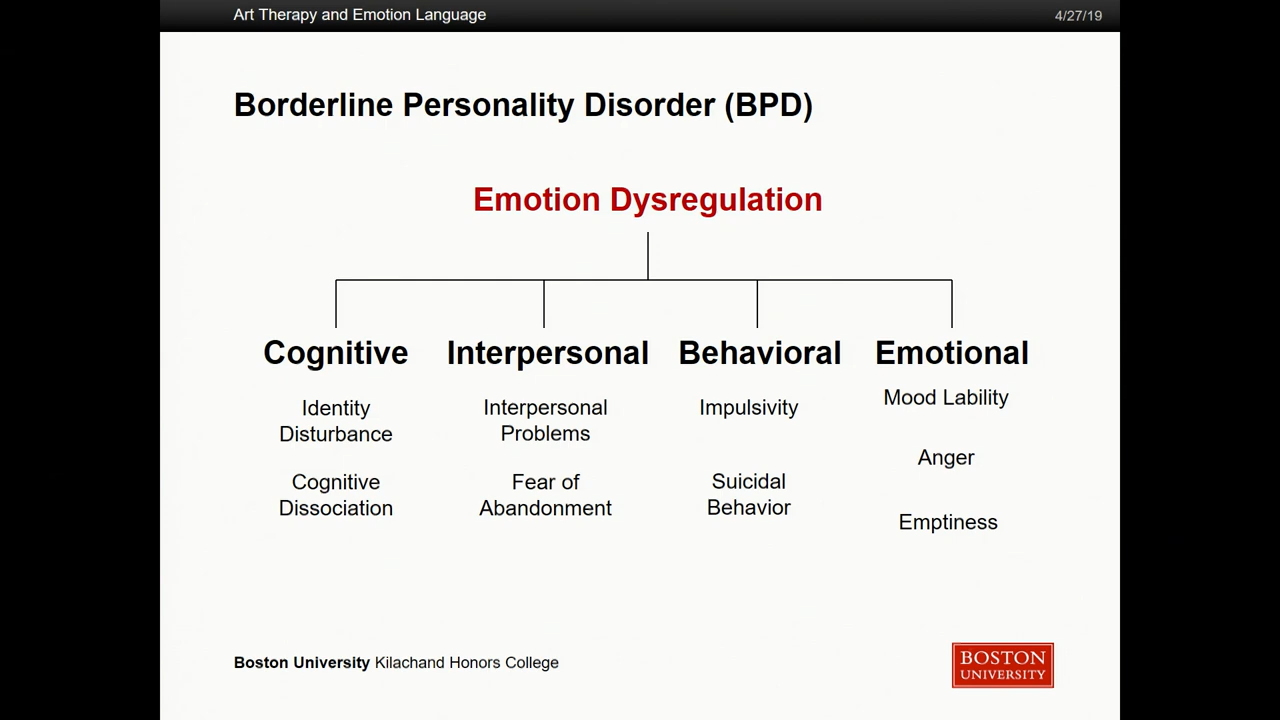 Art Therapy and Emotion Language
4/27/19
Borderline Personality Disorder (BPD)
Emotion Dysregulation
Cognitive
Interpersonal
Behavioral
Emotional
Identity
Disturbance
Cognitive
Dissociation
Interpersonal
Problems
Fear of
Abandonment
Impulsivity
Suicidal
Behavior
Mood Lability
Anger
Emptiness
Boston University Kilachand Honors College
BOSTON
UNIVERSITY